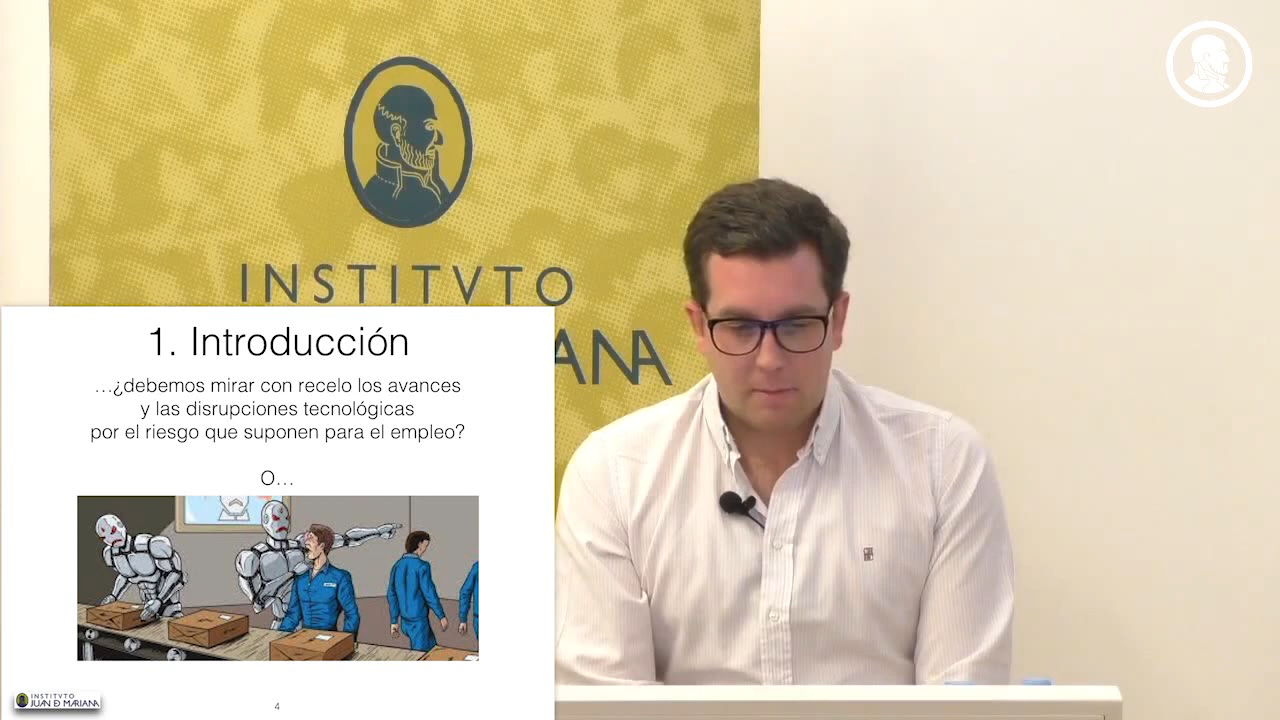 INSTITVTO
ANA
1. Introducción
…¿debemos mirar con recelo los avances
y las disrupciones tecnológicas
por el riesgo que suponen para el empleo?
O…
INSTITVTO
JUAN DE MARIANA
4